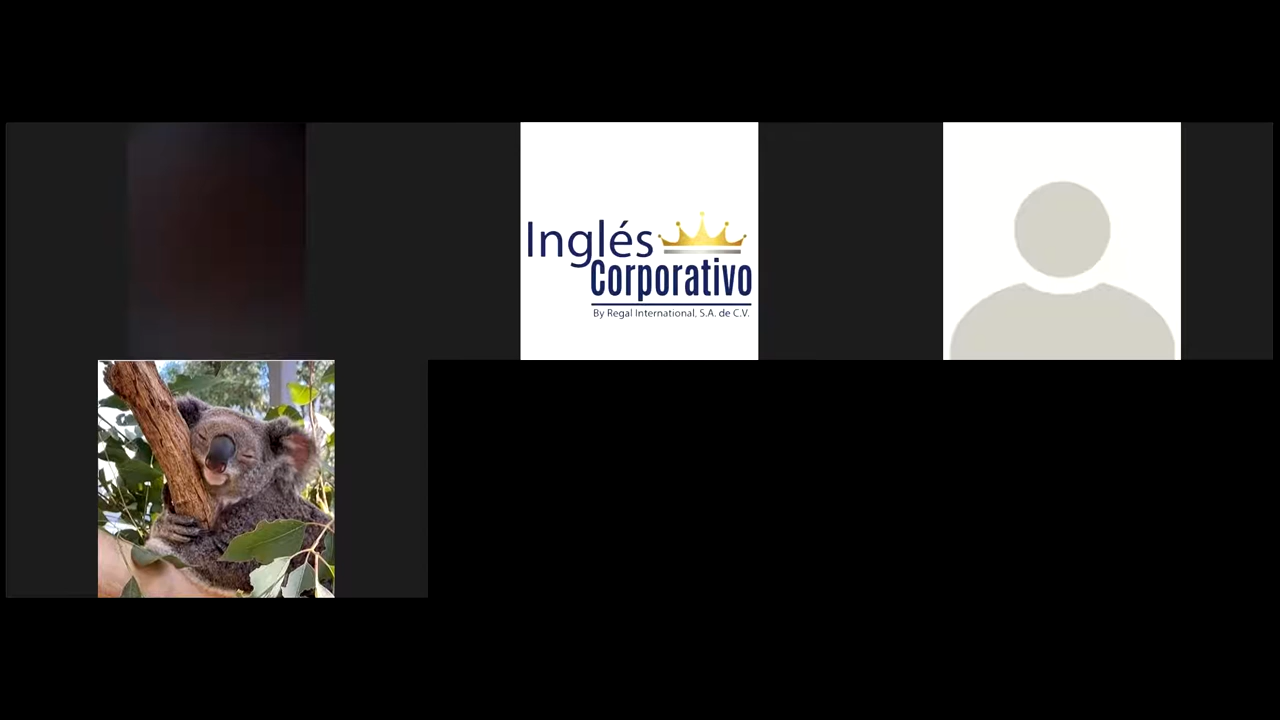 Inglés
Corporativo
By Regal International, S.A. de C.V.